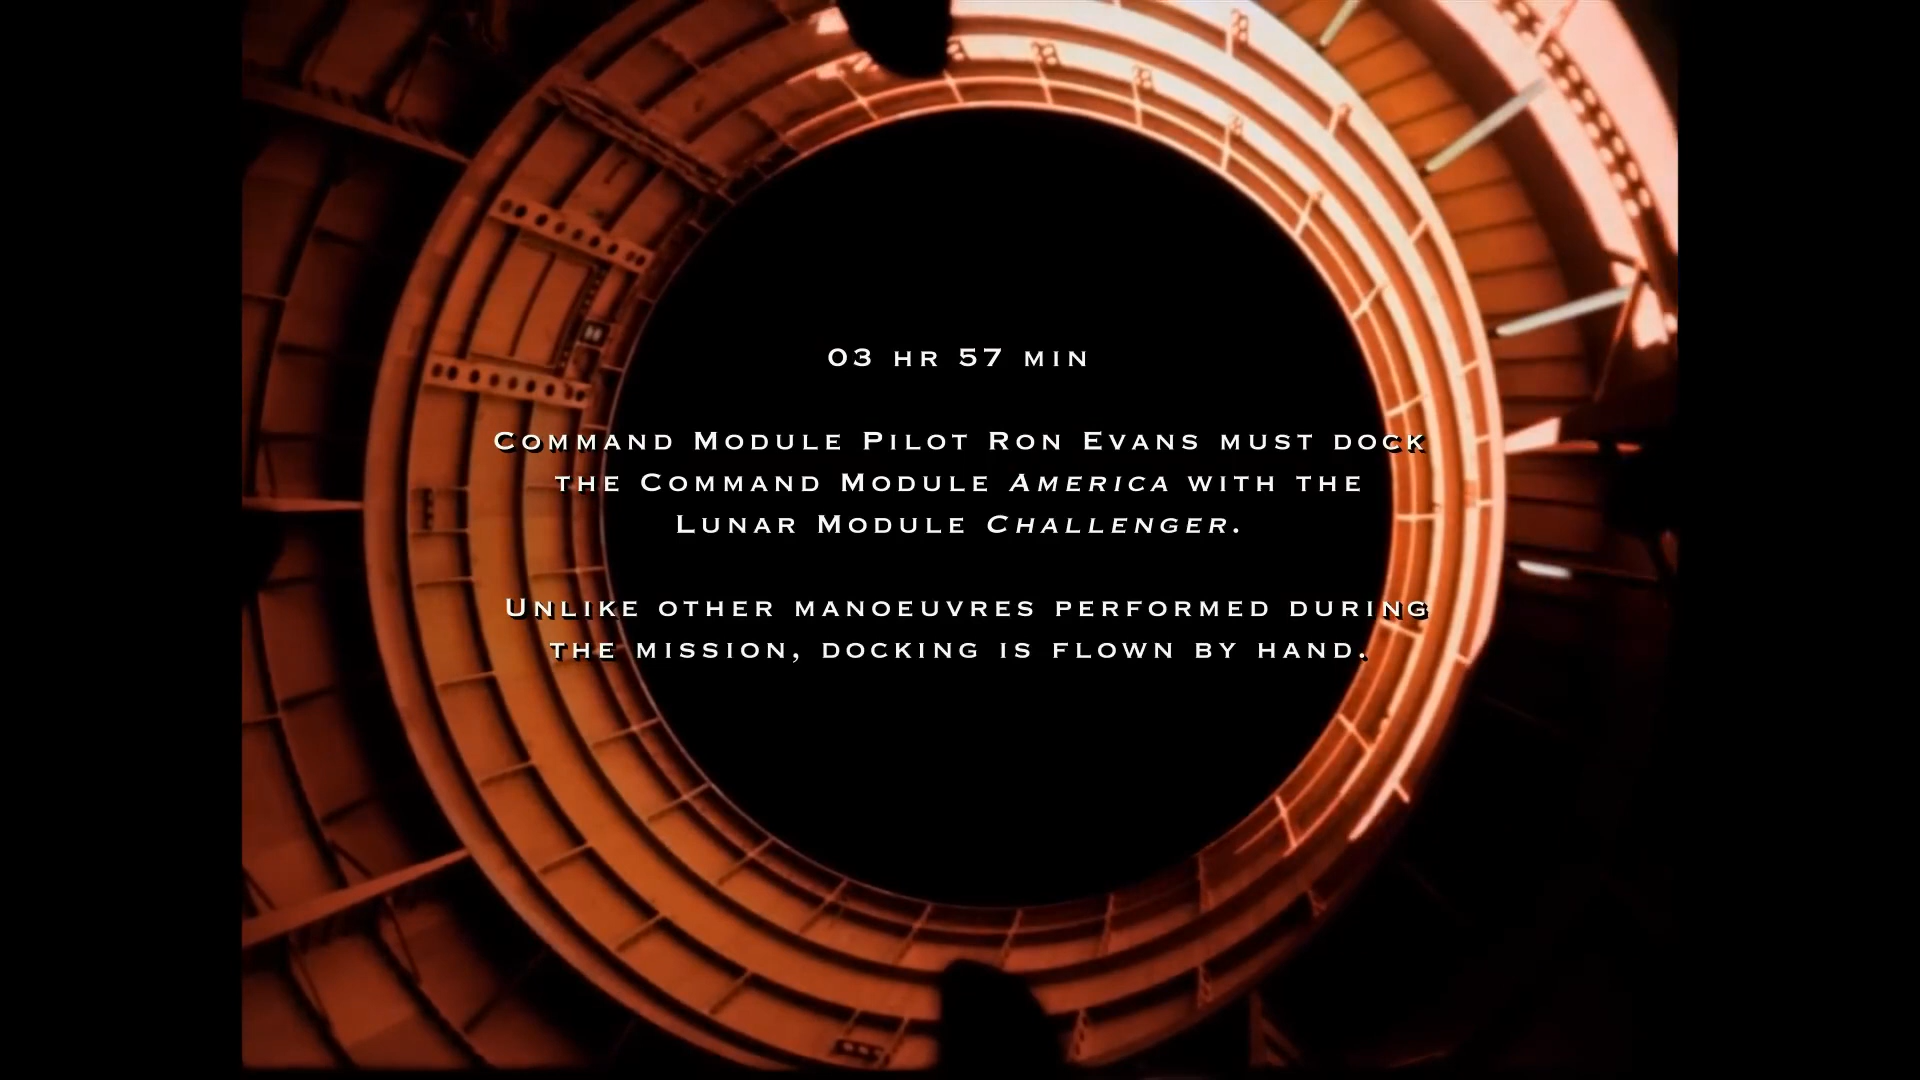 03 HR 57 MIN
COMMAND MODULE PILOT RON EVANS MUST DOCK
THE COMMAND MODULE AMERICA WITH THE
LUNAR MODULE CHALLENGER.
UNLIKE OTHER MANOEUVRES PERFORMED DURING
THE MISSION, DOCKING IS FLOWN BY HAND.